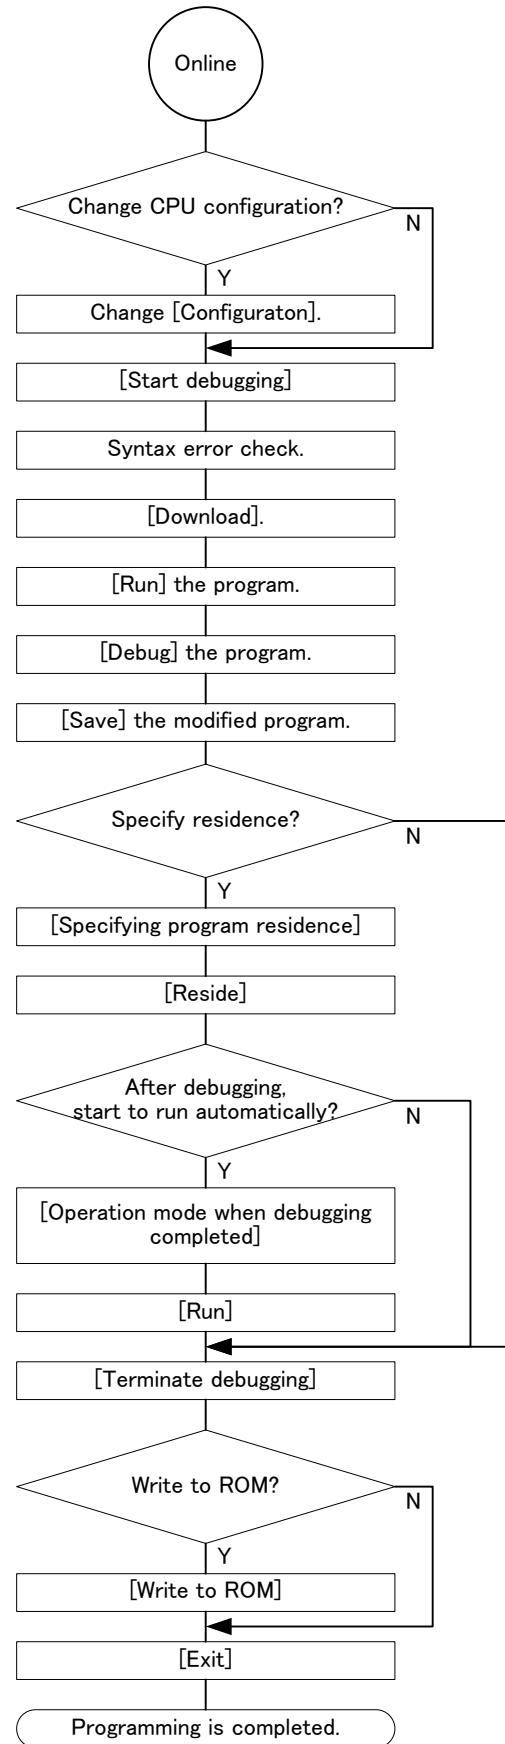 Online
Change CPU configuration?
N
Y
Change [Configuraton].
[Start debugging]
Syntax error check.
[Download].
[Run] the program.
[Debug] the program.
[Save] the modified program.
Specify residence?
N
Y
[Specifying program residence]
[Reside]
After debugging,
start to run automatically?
N
Y
[Operation mode when debugging
completed]
[Run]
[Terminate debugging]
Write to ROM?
N
Y
[Write to ROM]
[Exit]
Programming is completed.